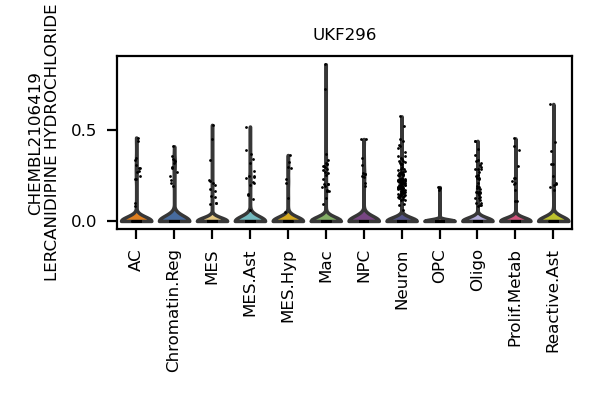 UKF296
CHEMBL2106419
LERCANIDIPINE HYDROCHLORIDE
0.5
0.0
AC
Chromatin.Reg
MES
MES.Ast
MES.Hyp
Mac
NPC
Neuron
OPC
Oligo
Prolif.Metab
Reactive.Ast